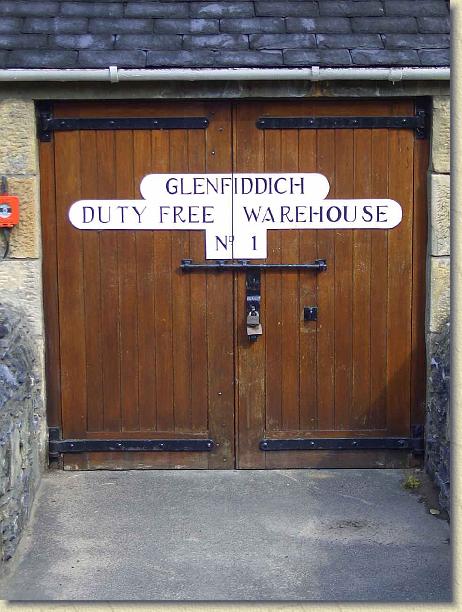 GLENFIDDICH
DUTY FREE WAREHOUSE
Nº 1